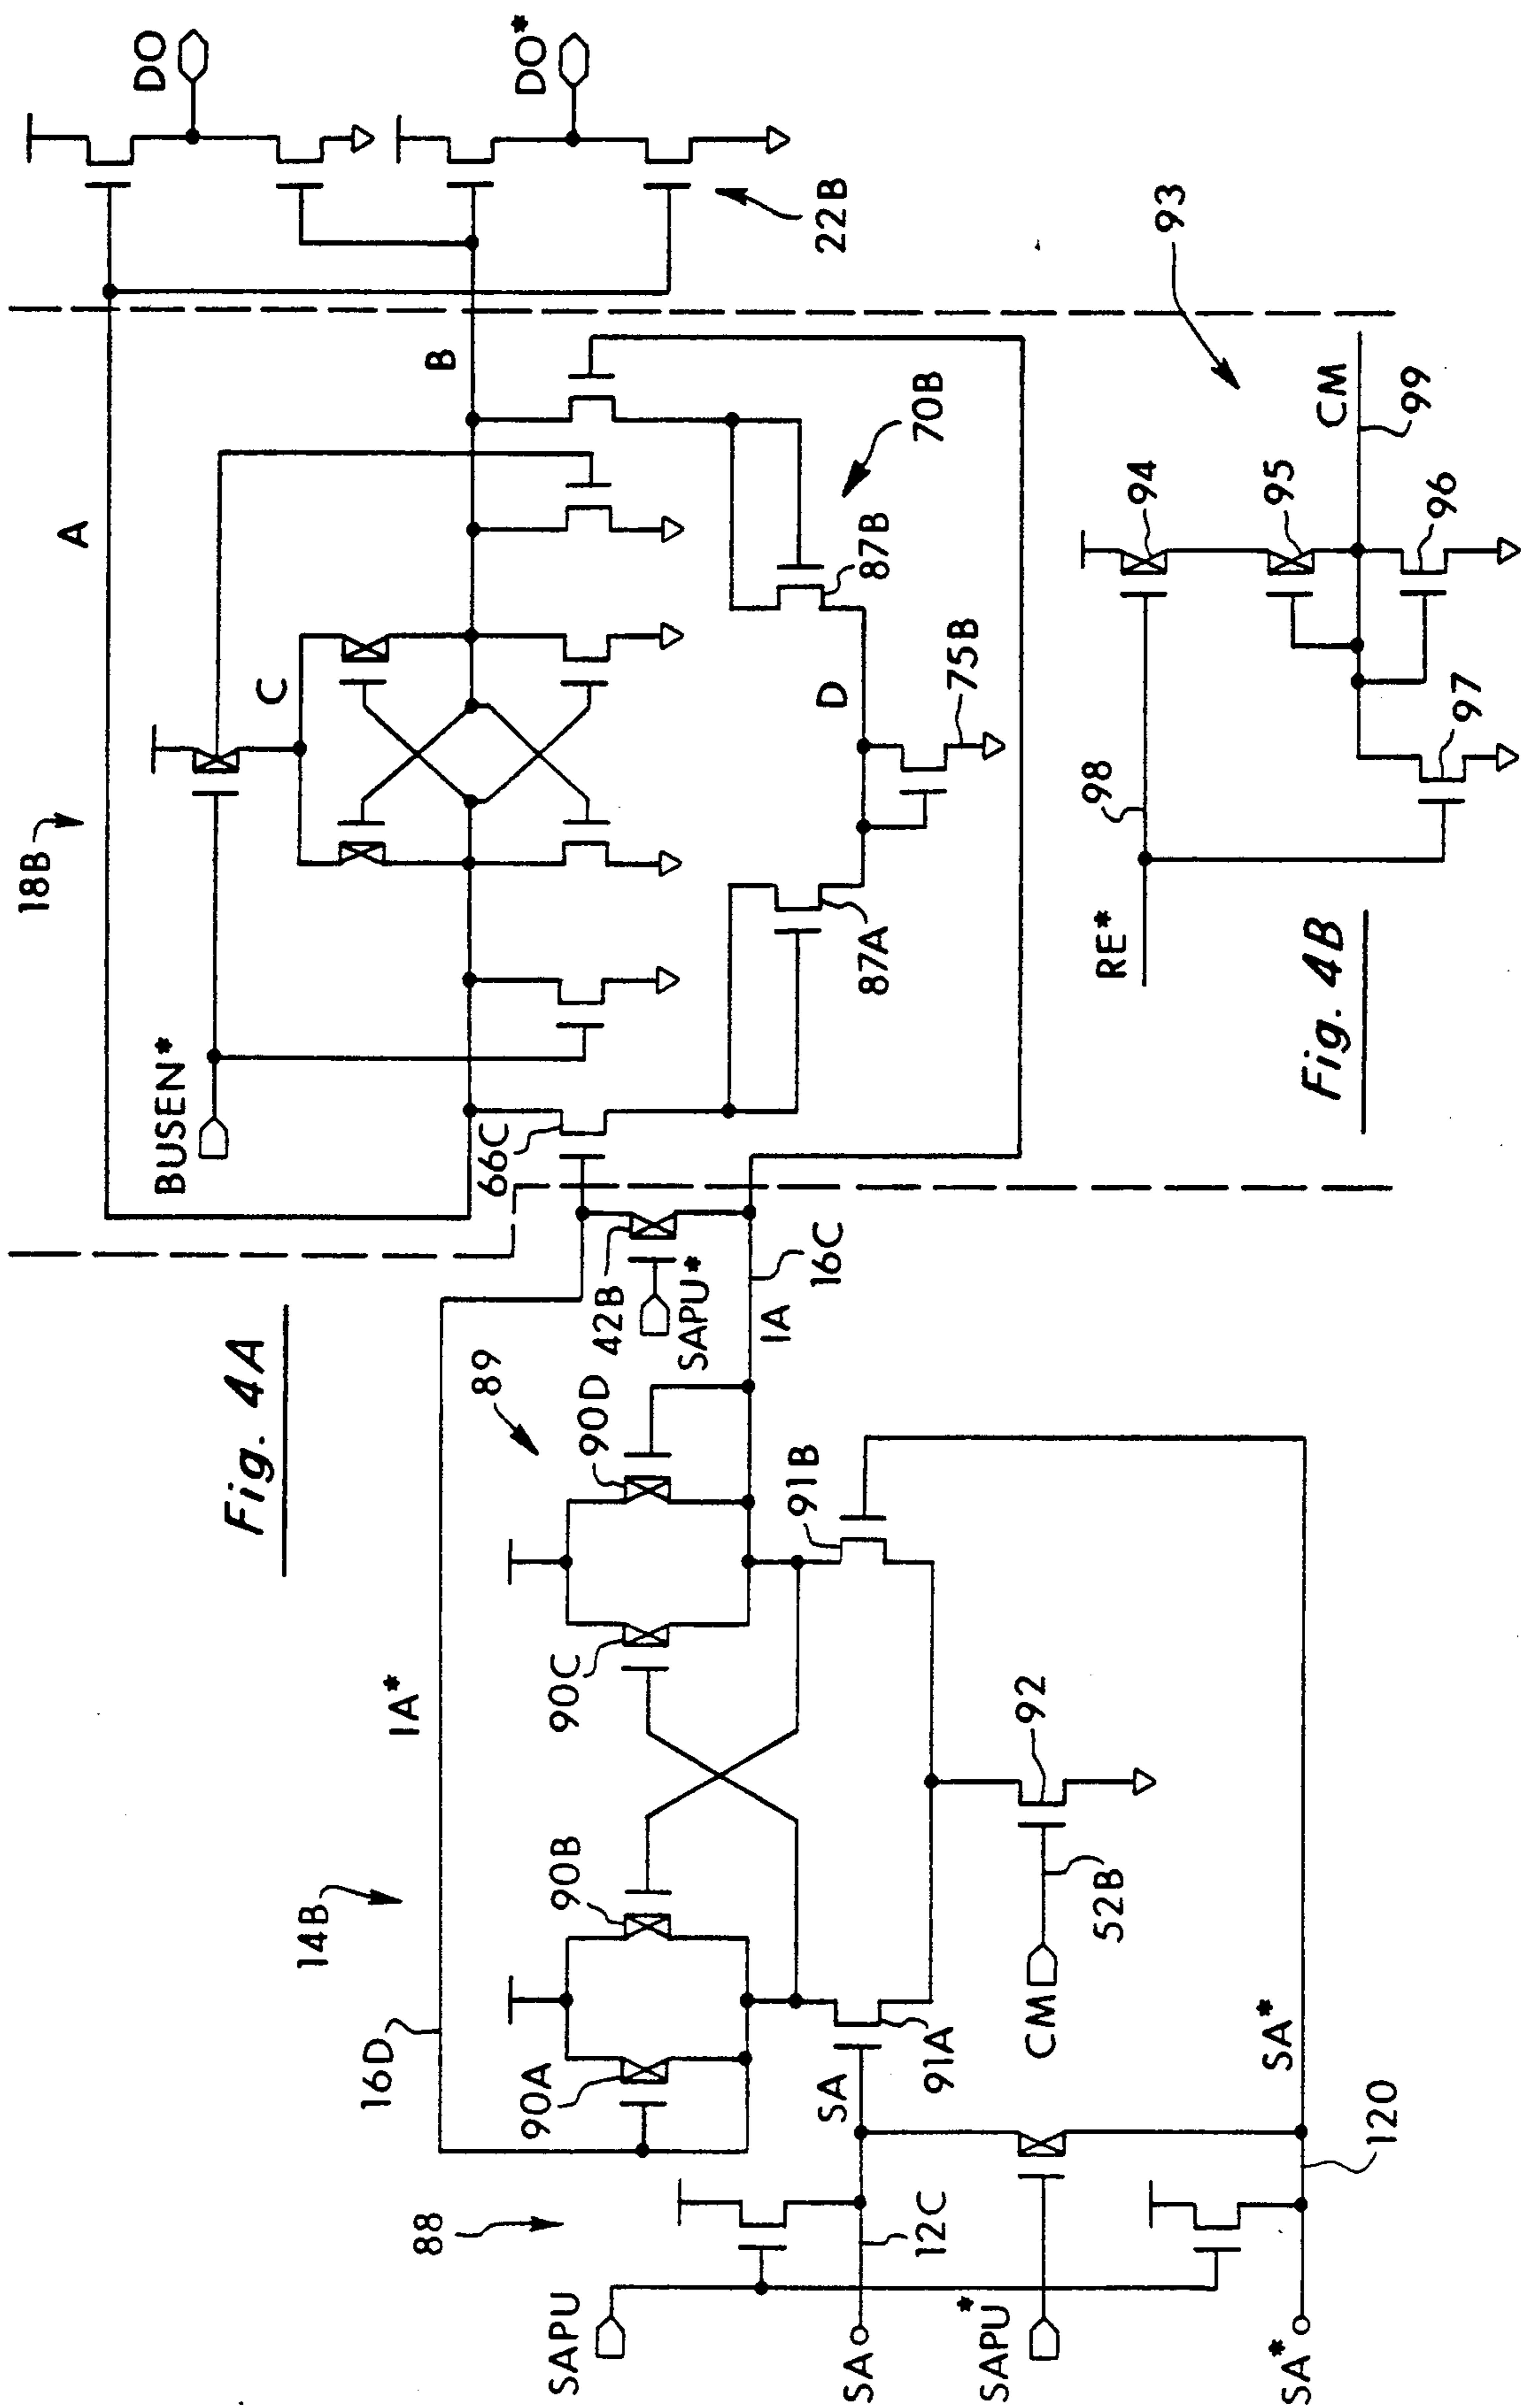 Fig. 4A
18B
A
BUSEN*
C
B
66C
87A
D
75B
87B
70B
DO
DO*
22B
14B
16D
IA*
89
90A
90B
90C
90D
42B
SAPU*
IA
16C
91A
91B
92
52B
CM
88
SAPU
SA
12C
SA
SAPU*
SA*
SA*
120
Fig. 4B
93
RE*
98
94
95
CM
99
96
97